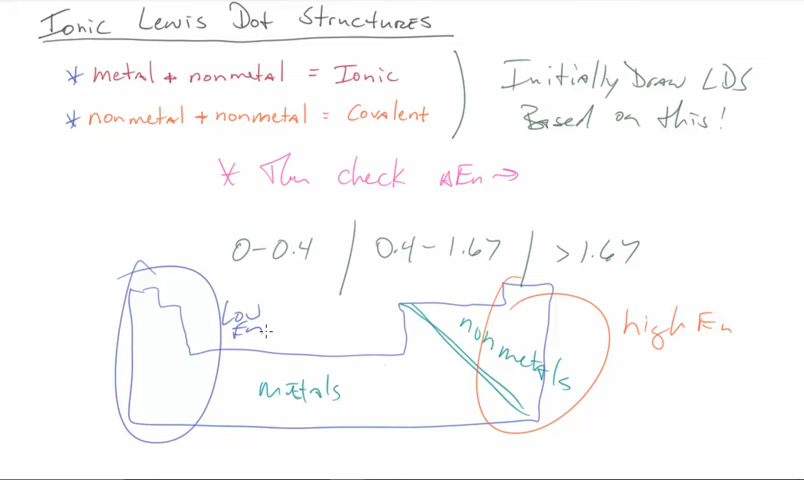 Ionic Lewis Dot Structures
* metal + nonmetal = Ionic
* nonmetal + nonmetal = Covalent
Initially Draw LDS
Based on this!
* Then check ΔEn →
0-0.4 / 0.4-1.67 / >1.67
Low
En
nonmetals
high En
metals